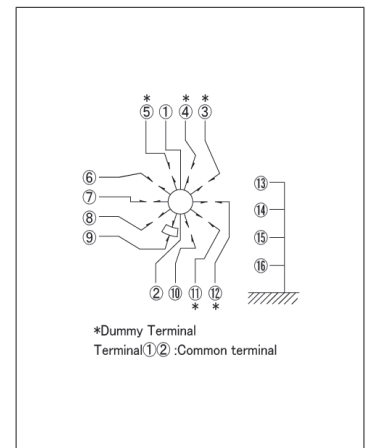 * * *
⑤ ① ④ ③
⑥
⑦
⑧
⑨
⑬
⑭
⑮
⑯
② ⑩ ⑪ ⑫
* *
*Dummy Terminal
Terminal①② :Common terminal